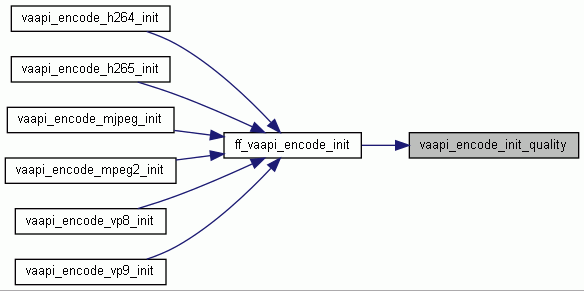 vaapi_encode_h264_init
vaapi_encode_h265_init
vaapi_encode_mjpeg_init
vaapi_encode_mpeg2_init
vaapi_encode_vp8_init
vaapi_encode_vp9_init
ff_vaapi_encode_init
vaapi_encode_init_quality